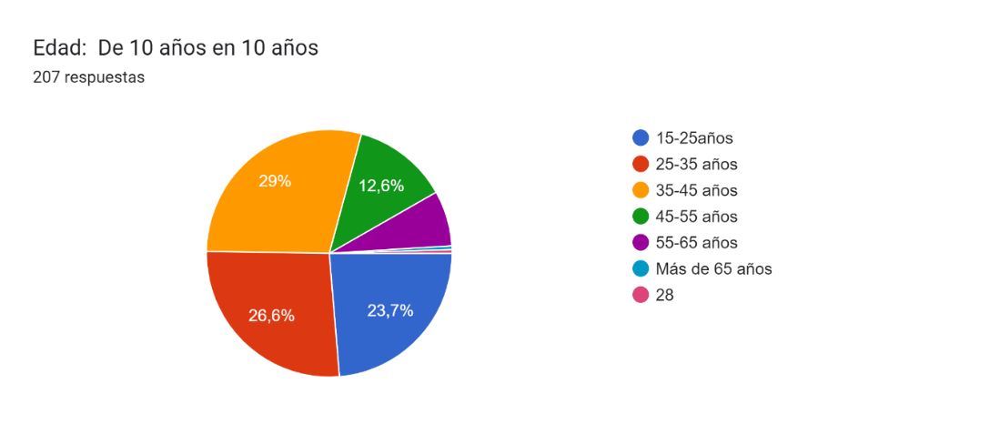 Edad:  De 10 años en 10 años
207 respuestas
29%
12,6%
26,6%
23,7%
15-25años
25-35 años
35-45 años
45-55 años
55-65 años
Más de 65 años
28